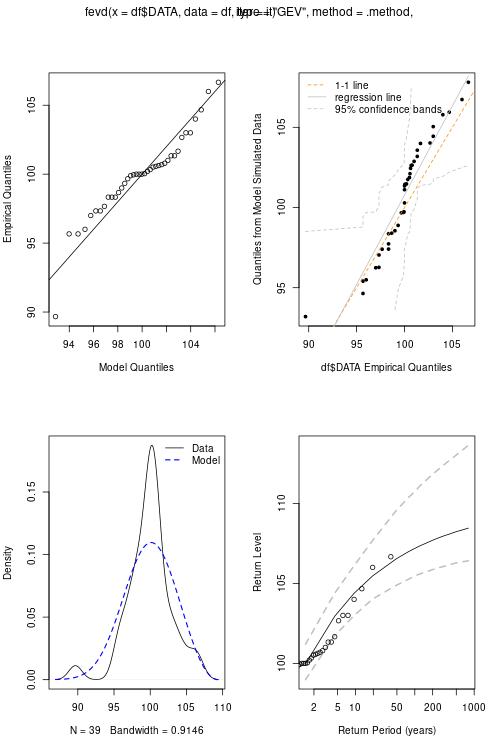 fevd(x = df$DATA, data = df, type = "GEV", method = .method,
105
100
95
90
Empirical Quantiles
94 96 98 100 104
Model Quantiles
1-1 line
regression line
95% confidence bands
105
100
95
Quantiles from Model Simulated Data
90 95 100 105
df$DATA Empirical Quantiles
Data
Model
0.15
0.10
0.05
0.00
Density
90 95 100 105 110
N = 39 Bandwidth = 0.9146
110
105
100
Return Level
2 5 10 50 200 1000
Return Period (years)